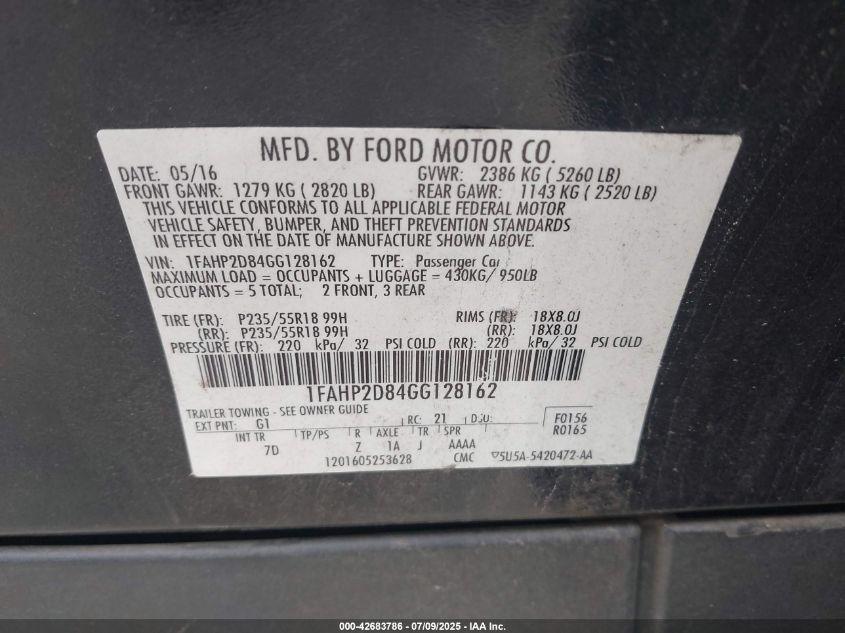 MFD. BY FORD MOTOR CO.
DATE: 05/16 GVWR: 2386 KG ( 5260 LB)
FRONT GAWR: 1279 KG ( 2820 LB) REAR GAWR: 1143 KG ( 2520 LB)
THIS VEHICLE CONFORMS TO ALL APPLICABLE FEDERAL MOTOR
VEHICLE SAFETY, BUMPER, AND THEFT PREVENTION STANDARDS
IN EFFECT ON THE DATE OF MANUFACTURE SHOWN ABOVE.
VIN: 1FAHP2D84GG128162 TYPE: Passenger Car
MAXIMUM LOAD = OCCUPANTS + LUGGAGE = 430KG/ 950LB
OCCUPANTS = 5 TOTAL; 2 FRONT, 3 REAR
TIRE (FR): P235/55R18 99H RIMS (FR): 18X8.0J
(RR): P235/55R18 99H (RR): 18X8.0J
PRESSURE (FR): 220 kPa/ 32 PSI COLD (RR): 220 kPa/ 32 PSI COLD
1FAHP2D84GG128162
TRAILER TOWING - SEE OWNER GUIDE
EXT PNT: G1 RC: 21 DSO: F0156
INT TR TP/PS R AXLE TR SPR R0165
7D Z 1A J AAAA
1201605253628 CMC ▽5U5A-5420472-AA
000-42683786 - 07/09/2025 - IAA Inc.